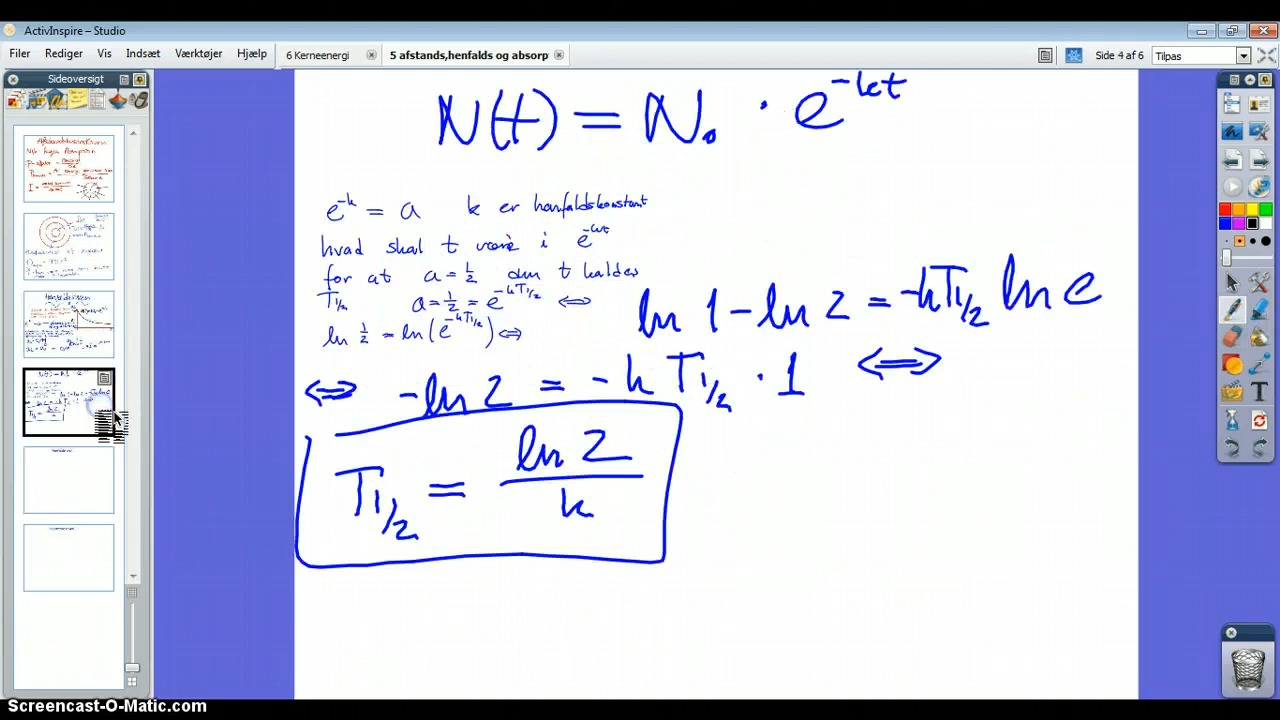 ActivInspire – Studio
Filer Rediger Vis Indsæt Værktøjer Hjælp
6 Kerneenergi
5 afstands,henfalds og absorp
Side 4 af 6
Tilpas
Sideoversigt
N(t) = N₀ · e^{-kt}
e^{-k} = a k er henfaldskonstant
hvad skal t være i e^{-kt}
for at a = 1/2 den t kaldes
T1/2 a = 1/2 = e^{-kT1/2} ⇔
ln 1/2 = ln(e^{-kT1/2}) ⇔
ln 1 - ln 2 = -kT1/2 ln e
⇔ -ln 2 = -k T1/2 · 1 ⇔
T1/2 = ln 2 / k
Screencast-O-Matic.com